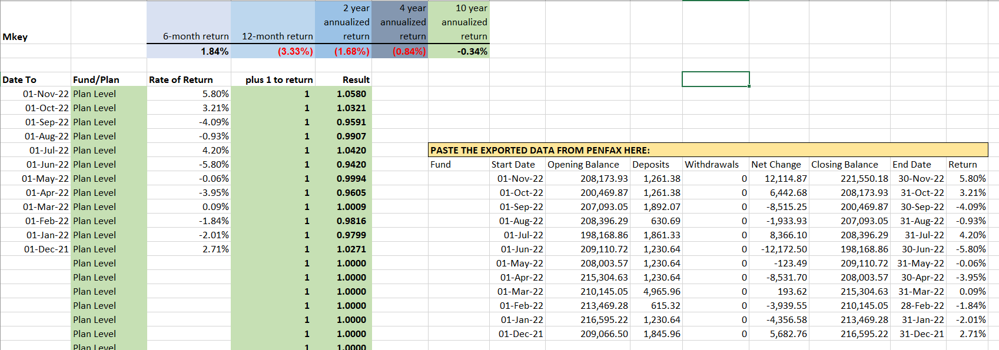 2 year 4 year 10 year
annualized annualized annualized
Mkey 6-month return 12-month return return return return
1.84% (3.33%) (1.68%) (0.84%) -0.34%
Date To Fund/Plan Rate of Return plus 1 to return Result
01-Nov-22 Plan Level 5.80% 1 1.0580
01-Oct-22 Plan Level 3.21% 1 1.0321
01-Sep-22 Plan Level -4.09% 1 0.9591
01-Aug-22 Plan Level -0.93% 1 0.9907
01-Jul-22 Plan Level 4.20% 1 1.0420 PASTE THE EXPORTED DATA FROM PENFAX HERE:
01-Jun-22 Plan Level -5.80% 1 0.9420 Fund Start Date Opening Balance Deposits Withdrawals Net Change Closing Balance End Date Return
01-May-22 Plan Level -0.06% 1 0.9994 01-Nov-22 208,173.93 1,261.38 0 12,114.87 221,550.18 30-Nov-22 5.80%
01-Apr-22 Plan Level -3.95% 1 0.9605 01-Oct-22 200,469.87 1,261.38 0 6,442.68 208,173.93 31-Oct-22 3.21%
01-Mar-22 Plan Level 0.09% 1 1.0009 01-Sep-22 207,093.05 1,892.07 0 -8,515.25 200,469.87 30-Sep-22 -4.09%
01-Feb-22 Plan Level -1.84% 1 0.9816 01-Aug-22 208,396.29 630.69 0 -1,933.93 207,093.05 31-Aug-22 -0.93%
01-Jan-22 Plan Level -2.01% 1 0.9799 01-Jul-22 198,168.86 1,861.33 0 8,366.10 208,396.29 31-Jul-22 4.20%
01-Dec-21 Plan Level 2.71% 1 1.0271 01-Jun-22 209,110.72 1,230.64 0 -12,172.50 198,168.86 30-Jun-22 -5.80%
Plan Level 1 1.0000 01-May-22 208,003.57 1,230.64 0 -123.49 209,110.72 31-May-22 -0.06%
Plan Level 1 1.0000 01-Apr-22 215,304.63 1,230.64 0 -8,531.70 208,003.57 30-Apr-22 -3.95%
Plan Level 1 1.0000 01-Mar-22 210,145.05 4,965.96 0 193.62 215,304.63 31-Mar-22 0.09%
Plan Level 1 1.0000 01-Feb-22 213,469.28 615.32 0 -3,939.55 210,145.05 28-Feb-22 -1.84%
Plan Level 1 1.0000 01-Jan-22 216,595.22 1,230.64 0 -4,356.58 213,469.28 31-Jan-22 -2.01%
Plan Level 1 1.0000 01-Dec-21 209,066.50 1,845.96 0 5,682.76 216,595.22 31-Dec-21 2.71%
Plan Level 1 1.0000